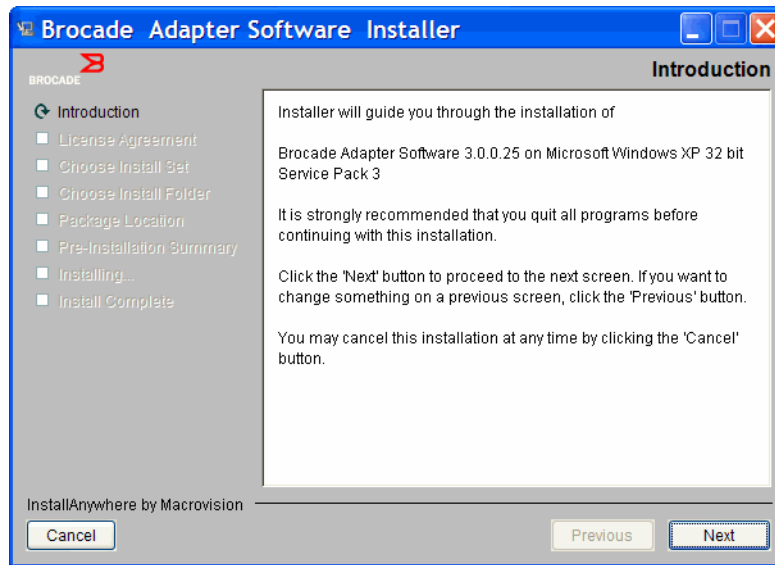 Brocade Adapter Software Installer
BROCADE
Introduction
Introduction
License Agreement
Choose Install Set
Choose Install Folder
Package Location
Pre-Installation Summary
Installing...
Install Complete
Installer will guide you through the installation of
Brocade Adapter Software 3.0.0.25 on Microsoft Windows XP 32 bit
Service Pack 3
It is strongly recommended that you quit all programs before
continuing with this installation.
Click the 'Next' button to proceed to the next screen. If you want to
change something on a previous screen, click the 'Previous' button.
You may cancel this installation at any time by clicking the 'Cancel'
button.
InstallAnywhere by Macrovision
Cancel
Previous
Next